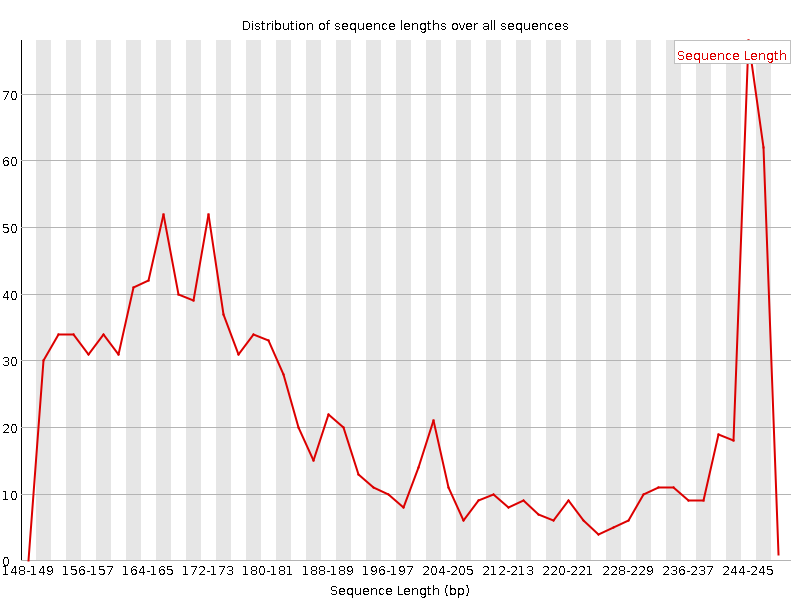 Distribution of sequence lengths over all sequences
Sequence Length
70
60
50
40
30
20
10
0
148-149 156-157 164-165 172-173 180-181 188-189 196-197 204-205 212-213 220-221 228-229 236-237 244-245
Sequence Length (bp)